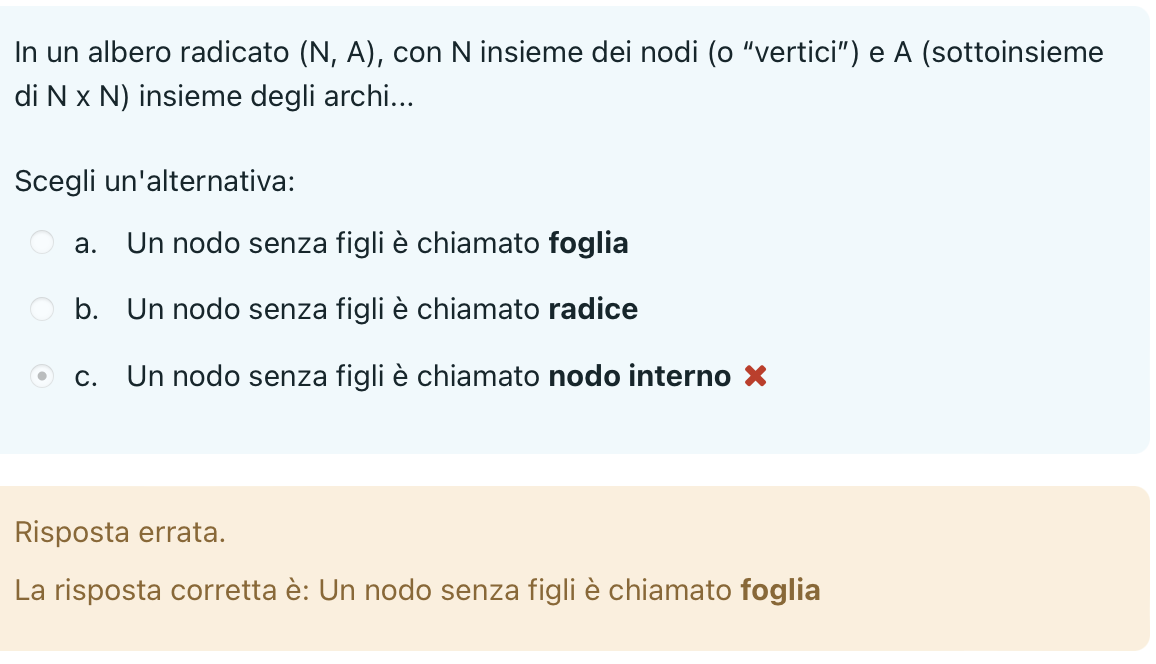 In un albero radicato (N, A), con N insieme dei nodi (o “vertici”) e A (sottoinsieme
di N x N) insieme degli archi...
Scegli un'alternativa:
a. Un nodo senza figli è chiamato foglia
b. Un nodo senza figli è chiamato radice
c. Un nodo senza figli è chiamato nodo interno
Risposta errata.
La risposta corretta è: Un nodo senza figli è chiamato foglia